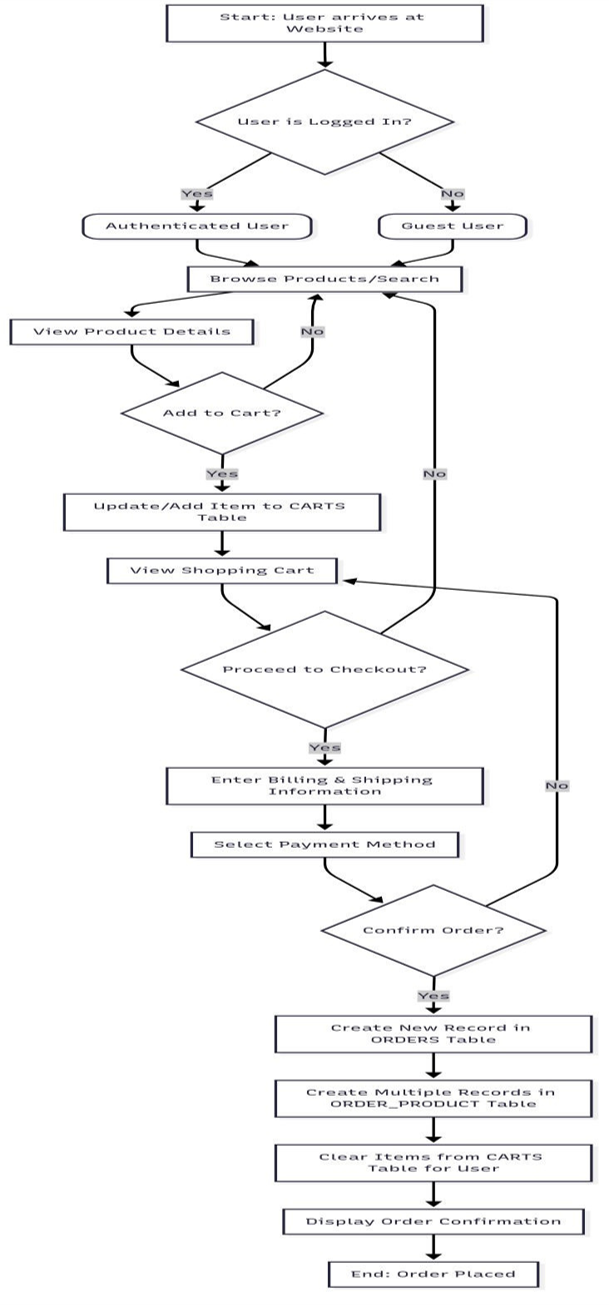 Start: User arrives at
Website
User is Logged In?
Yes
No
Authenticated User
Guest User
Browse Products/Search
View Product Details
No
Add to Cart?
Yes
No
Update/Add Item to CARTS
Table
View Shopping Cart
Proceed to Checkout?
Yes
Enter Billing & Shipping
Information
No
Select Payment Method
Confirm Order?
Yes
Create New Record in
ORDERS Table
Create Multiple Records in
ORDER_PRODUCT Table
Clear Items from CARTS
Table for User
Display Order Confirmation
End: Order Placed